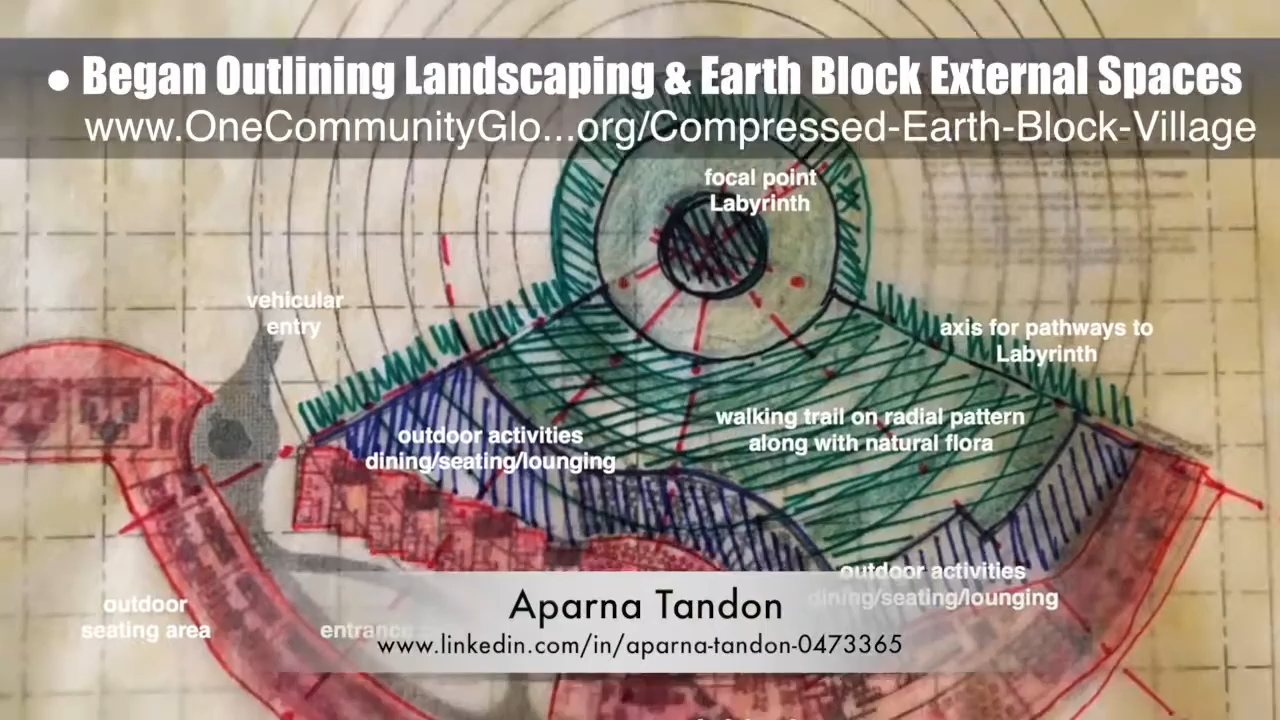 • Began Outlining Landscaping & Earth Block External Spaces
www.OneCommunityGlo...org/Compressed-Earth-Block-Village
focal point
Labyrinth
vehicular
entry
axis for pathways to
Labyrinth
walking trail on radial pattern
along with natural flora
outdoor activities
dining/seating/lounging
outdoor activities
dining/seating/lounging
outdoor
seating area
entrance
Aparna Tandon
www.linkedin.com/in/aparna-tandon-0473365